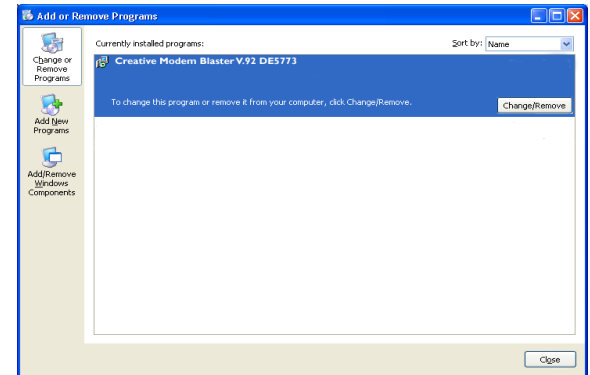 Add or Remove Programs
Currently installed programs:
Sort by: Name
Change or
Remove
Programs
Creative Modem Blaster V.92 DE5773
To change this program or remove it from your computer, click Change/Remove.
Change/Remove
Add New
Programs
Add/Remove
Windows
Components
Close